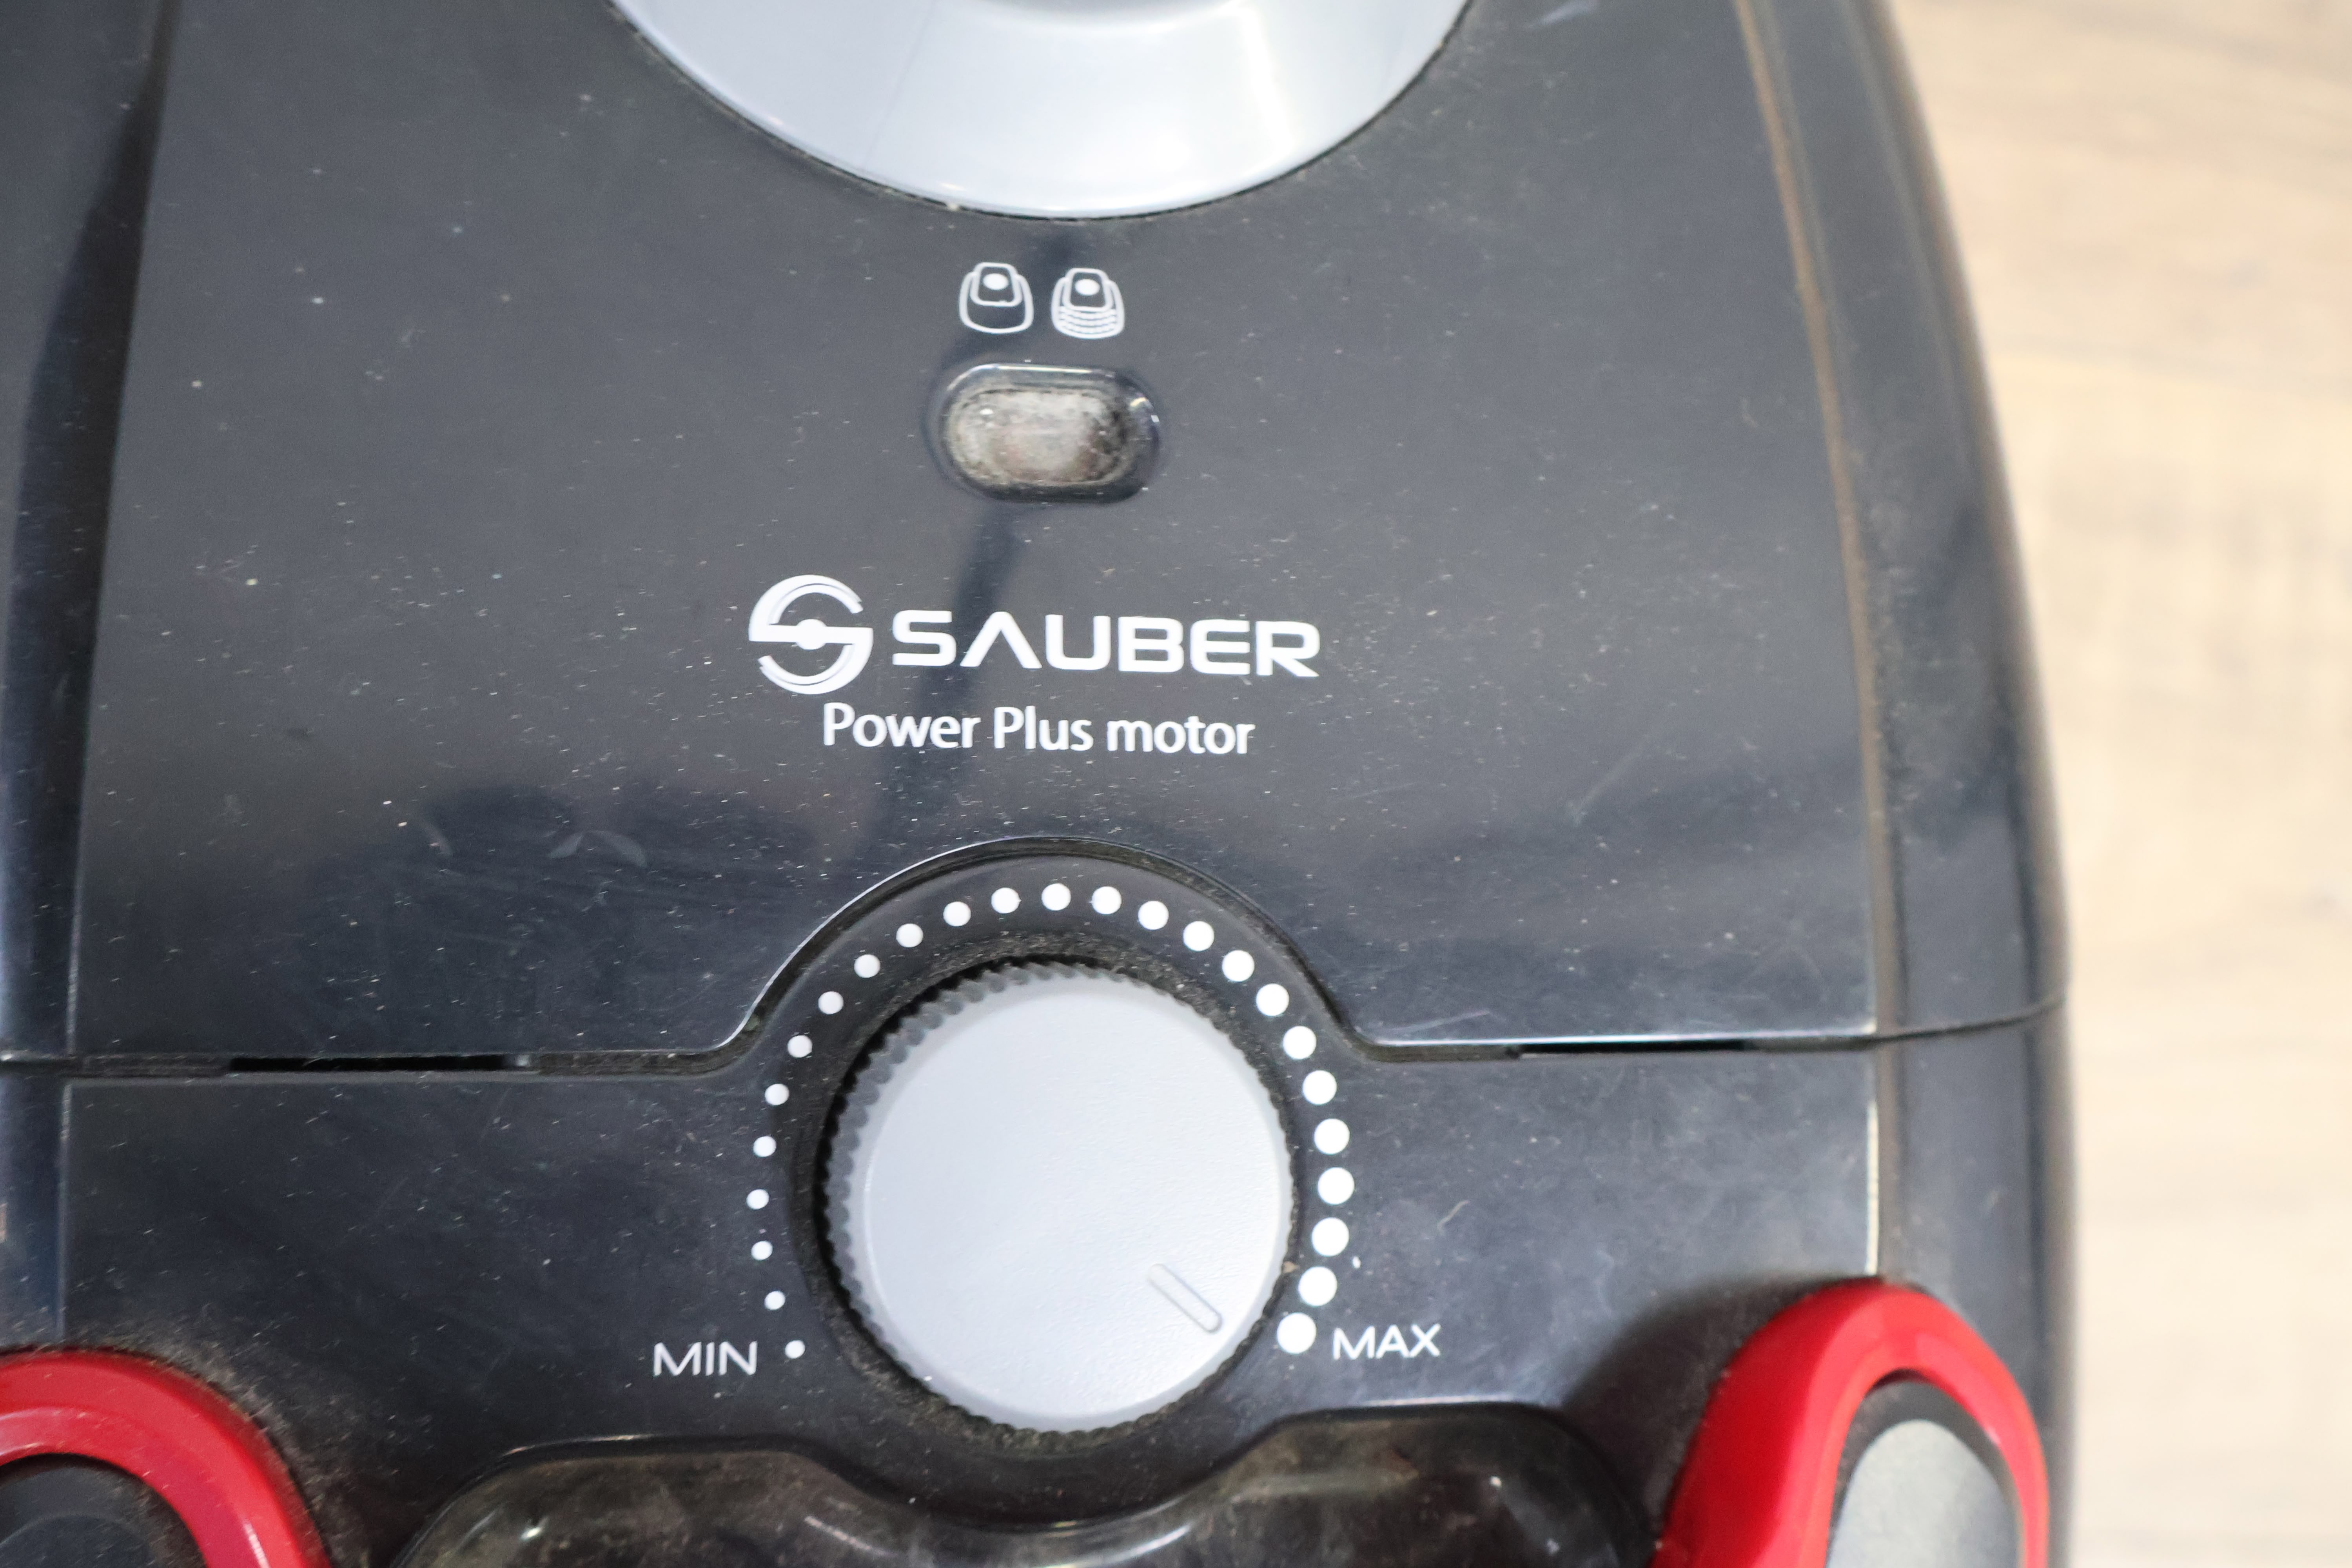 SAUBER
Power Plus motor
MIN
MAX